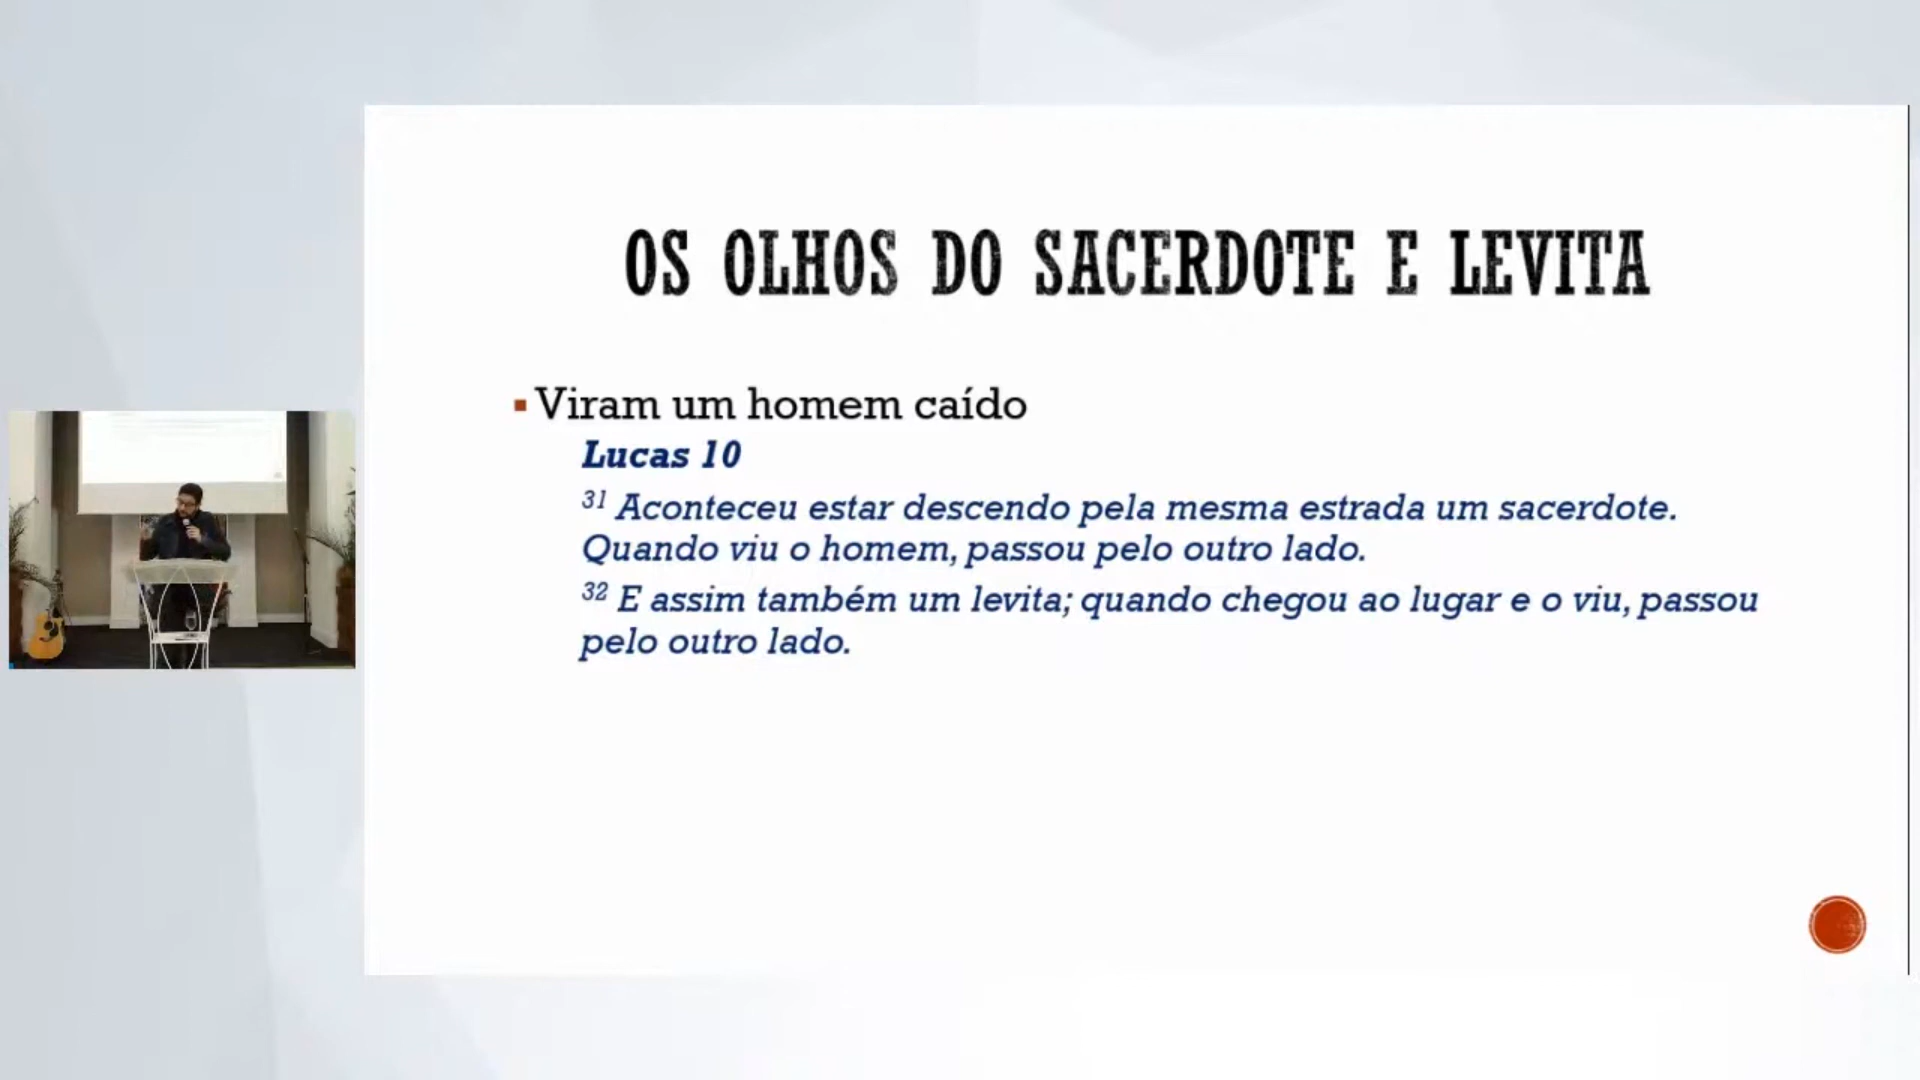 OS OLHOS DO SACERDOTE E LEVITA
▪ Viram um homem caído
Lucas 10
31 Aconteceu estar descendo pela mesma estrada um sacerdote.
Quando viu o homem, passou pelo outro lado.
32 E assim também um levita; quando chegou ao lugar e o viu, passou
pelo outro lado.